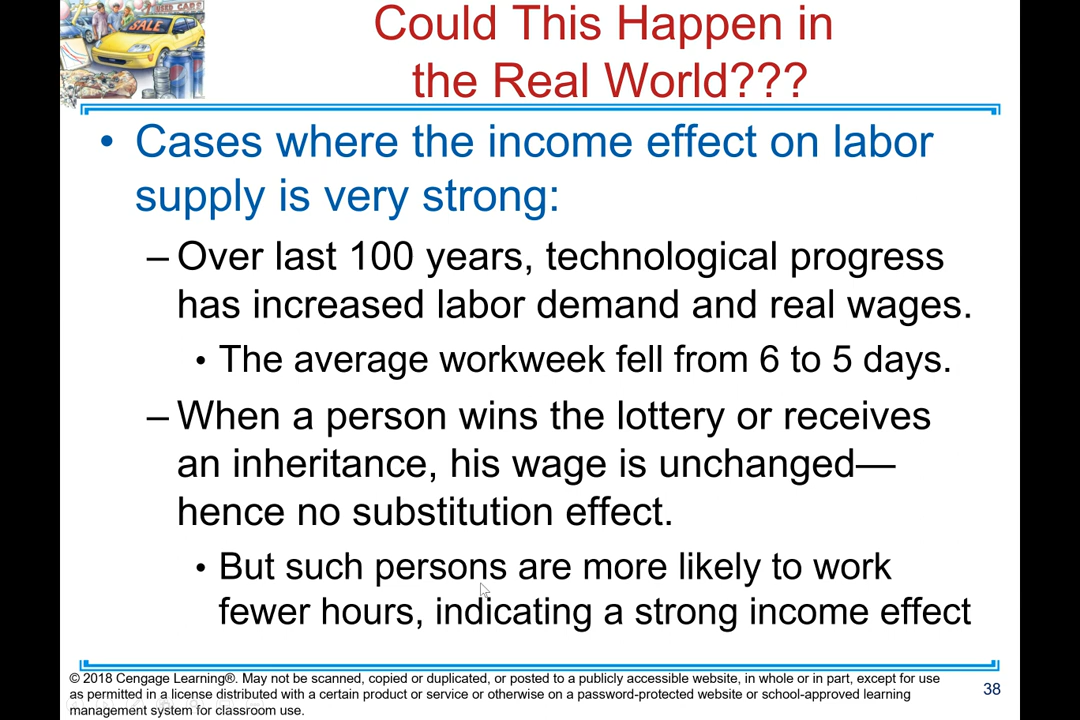 USED CARS
SALE
Could This Happen in
the Real World???
• Cases where the income effect on labor
supply is very strong:
– Over last 100 years, technological progress
has increased labor demand and real wages.
• The average workweek fell from 6 to 5 days.
– When a person wins the lottery or receives
an inheritance, his wage is unchanged—
hence no substitution effect.
• But such persons are more likely to work
fewer hours, indicating a strong income effect
© 2018 Cengage Learning®. May not be scanned, copied or duplicated, or posted to a publicly accessible website, in whole or in part, except for use
as permitted in a license distributed with a certain product or service or otherwise on a password-protected website or school-approved learning
management system for classroom use.
38